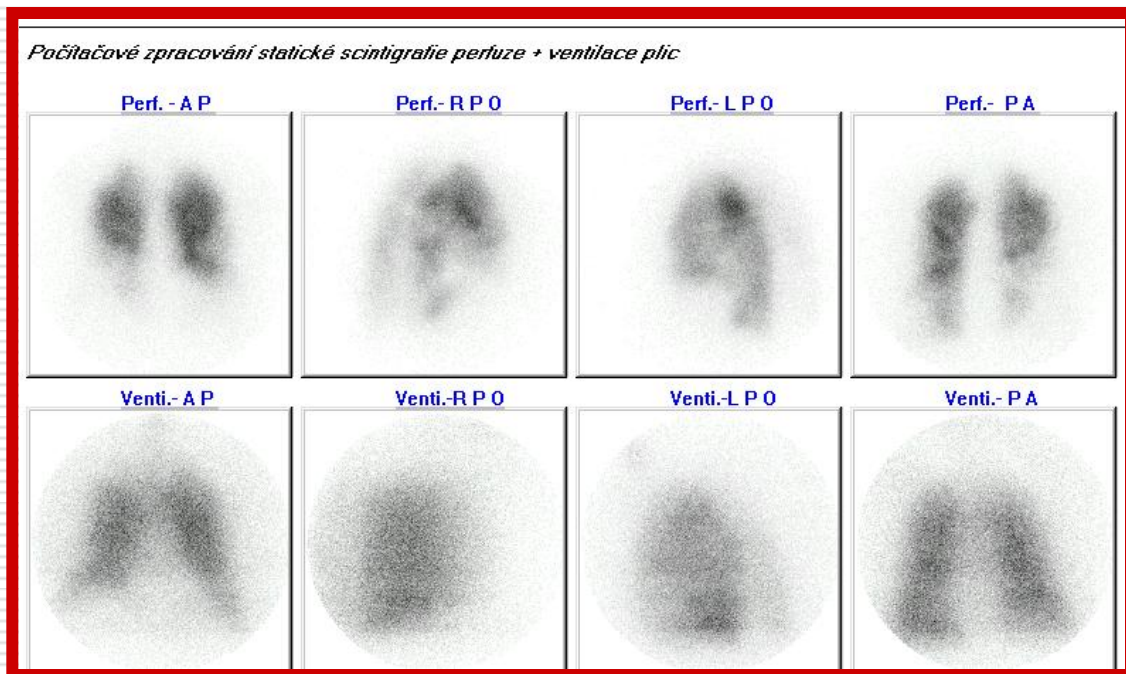 Počítačové zpracování statické scintigrafie perfuze + ventilace plic
Perf. - A P
Perf.- R P O
Perf.- L P O
Perf.- P A
Venti.- A P
Venti.-R P O
Venti.-L P O
Venti.- P A